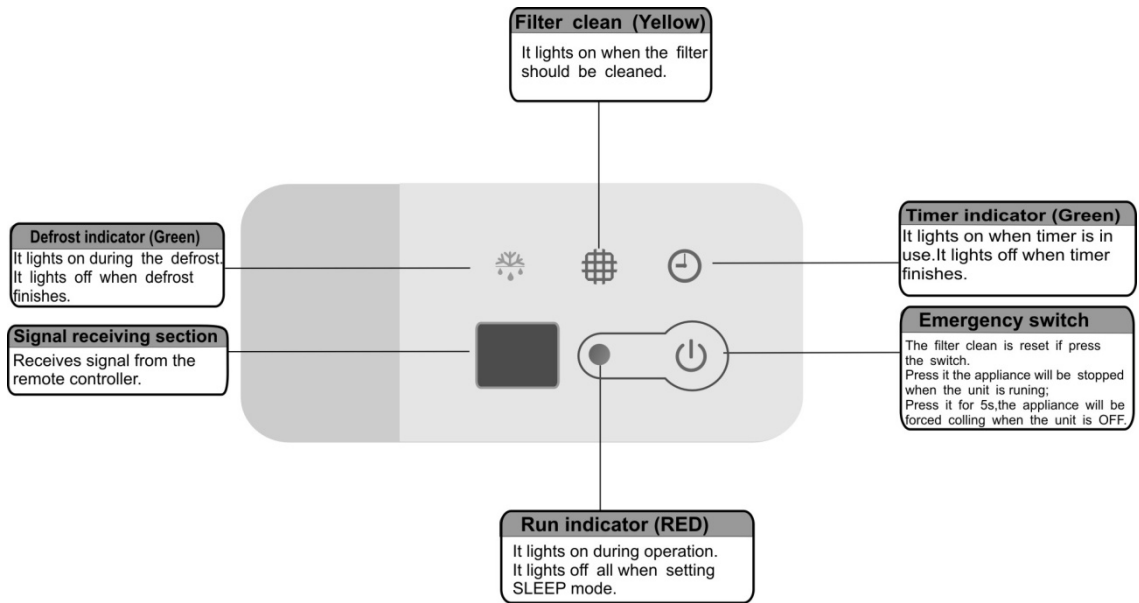 Filter clean (Yellow)
It lights on when the filter
should be cleaned.
Defrost indicator (Green)
It lights on during the defrost.
It lights off when defrost
finishes.
Signal receiving section
Receives signal from the
remote controller.
Timer indicator (Green)
It lights on when timer is in
use.It lights off when timer
finishes.
Emergency switch
The filter clean is reset if press
the switch.
Press it the appliance will be stopped
when the unit is runing;
Press it for 5s,the appliance will be
forced colling when the unit is OFF.
Run indicator (RED)
It lights on during operation.
It lights off all when setting
SLEEP mode.